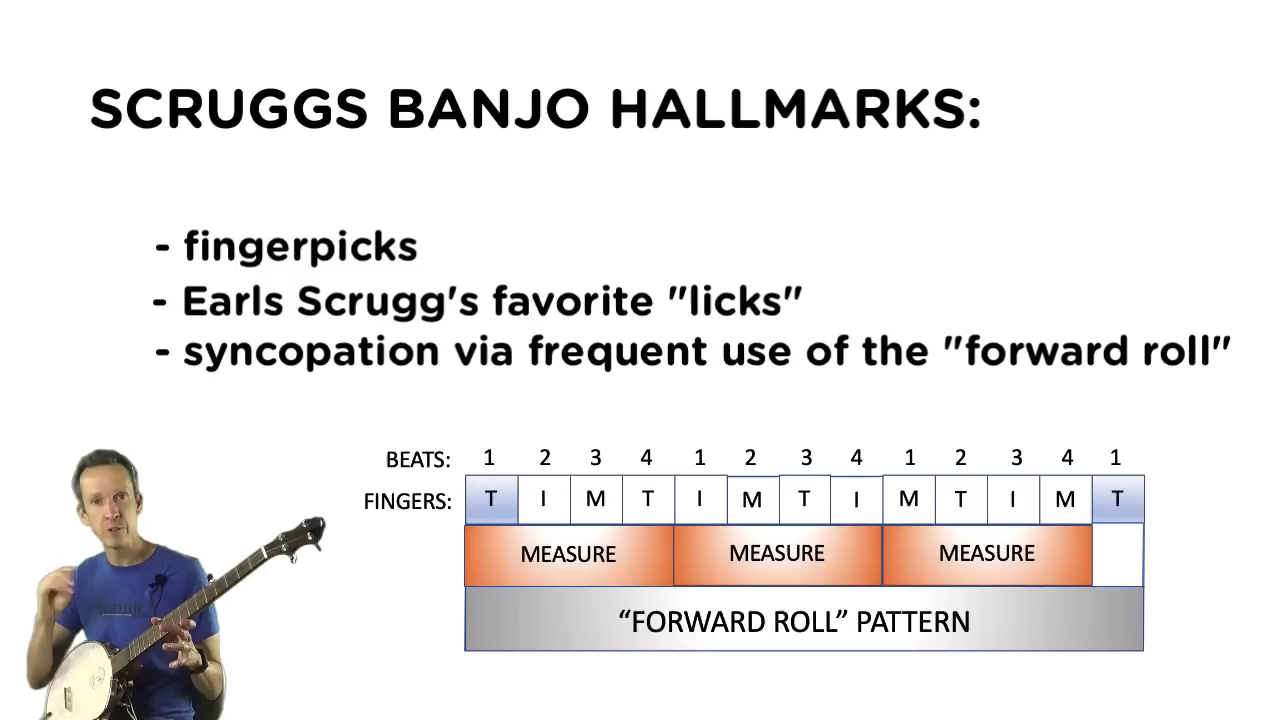 SCRUGGS BANJO HALLMARKS:
- fingerpicks
- Earls Scrugg's favorite "licks"
- syncopation via frequent use of the "forward roll"
BEATS: 1 2 3 4 1 2 3 4 1 2 3 4 1
FINGERS: T I M T I M T I M T I M T
MEASURE MEASURE MEASURE
“FORWARD ROLL” PATTERN